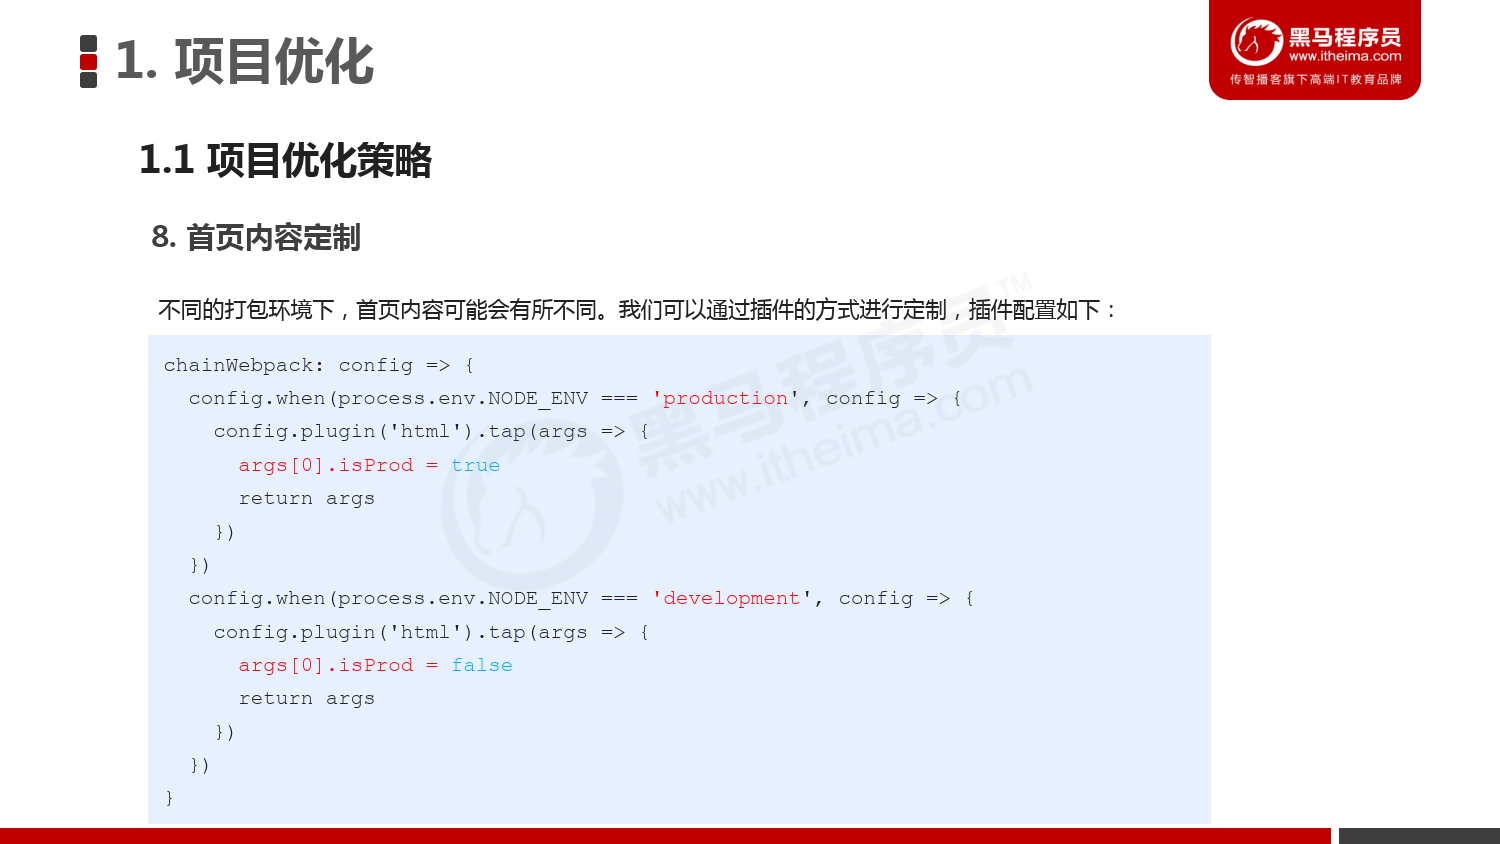 1. 项目优化
黑马程序员
www.itheima.com
传智播客旗下高端IT教育品牌
1.1 项目优化策略
8. 首页内容定制
不同的打包环境下，首页内容可能会有所不同。我们可以通过插件的方式进行定制，插件配置如下：
chainWebpack: config => {
  config.when(process.env.NODE_ENV === 'production', config => {
    config.plugin('html').tap(args => {
      args[0].isProd = true
      return args
    })
  })
  config.when(process.env.NODE_ENV === 'development', config => {
    config.plugin('html').tap(args => {
      args[0].isProd = false
      return args
    })
  })
}
黑马程序员™
www.itheima.com